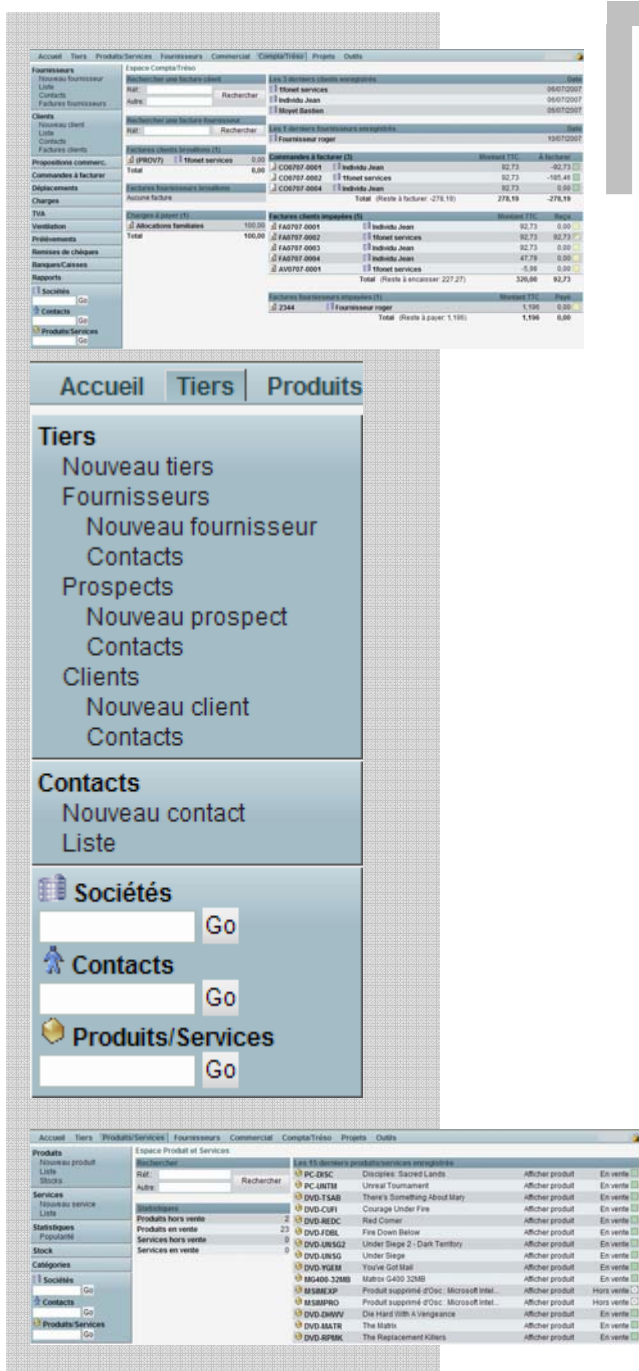 Accueil Tiers Produits/Services Fournisseurs Commercial Compta/Tréso Projets Outils
Fournisseurs
Nouveau fournisseur
Liste
Contacts
Factures fournisseurs
Clients
Nouveau client
Liste
Contacts
Factures clients
Propositions commerc.
Commandes à facturer
Déplacements
Charges
TVA
Ventilation
Prélèvements
Remises de chèques
Banques/Caisses
Rapports
Sociétés
Go
Contacts
Go
Produits/Services
Go
Espace Compta/Tréso
Rechercher une facture client
Réf.:
Autre: Rechercher
Rechercher une facture fournisseur
Réf.: Rechercher
Factures clients brouillons (1)
(PROV7) 1fonet services 0,00
Total 0,00
Factures fournisseurs brouillons
Aucune facture
Charges à payer (1)
Allocations familiales 100,00
Total 100,00
Les 3 derniers clients enregistrés Date
1fonet services 06/07/2007
Individu Jean 06/07/2007
Moyet Bastien
Les 1 derniers fournisseurs enregistrés Date
Fournisseur roger 10/07/2007
Commandes à facturer (3) Montant TTC À facturer
CO0707-0001 Individu Jean 92,73 -92,73
CO0707-0002 1fonet services 92,73 -185,46
CO0707-0004 Individu Jean 92,73 0,00
Total (Reste à facturer: -278,19) 278,19 -278,19
Factures clients impayées (5) Montant TTC Reçu
FA0707-0001 Individu Jean 92,73 0,00
FA0707-0002 1fonet services 92,73 92,73
FA0707-0003 Individu Jean 92,73 0,00
FA0707-0004 Individu Jean 47,78 0,00
AV0707-0001 1fonet services -5,98 0,00
Total (Reste à encaisser: 227,27) 320,00 92,73
Factures fournisseurs impayées (1) Montant TTC Payé
2344 Fournisseur roger 1,196 0,00
Total (Reste à payer: 1,196) 1,196 0,00
Accueil Tiers Produits
Tiers
Nouveau tiers
Fournisseurs
Nouveau fournisseur
Contacts
Prospects
Nouveau prospect
Contacts
Clients
Nouveau client
Contacts
Contacts
Nouveau contact
Liste
Sociétés
Go
Contacts
Go
Produits/Services
Go
Accueil Tiers Produits/Services Fournisseurs Commercial Compta/Tréso Projets Outils
Produits
Nouveau produit
Liste
Stocks
Services
Nouveau service
Liste
Statistiques
Popularité
Stock
Catégories
Sociétés
Go
Contacts
Go
Produits/Services
Go
Espace Produit et Services
Rechercher
Réf.:
Autre: Rechercher
Statistiques
Produits hors vente 2
Produits en vente 23
Services hors vente 0
Services en vente 0
Les 15 derniers produits/services enregistrés
PC-DISC Disciples: Sacred Lands Afficher produit En vente
PC-UNTM Unreal Tournament Afficher produit En vente
DVD-TSAB There's Something About Mary Afficher produit En vente
DVD-CUFI Courage Under Fire Afficher produit En vente
DVD-REDC Red Corner Afficher produit En vente
DVD-FDBL Fire Down Below Afficher produit En vente
DVD-UNSG2 Under Siege 2 - Dark Territory Afficher produit En vente
DVD-UNSG Under Siege Afficher produit En vente
DVD-YGEM You've Got Mail Afficher produit En vente
MG400-32MB Matrox G400 32MB Afficher produit En vente
MSIMEXP Produit supprimé d'Osc.: Microsoft Intel... Afficher produit Hors vente
MSIMPRO Produit supprimé d'Osc.: Microsoft Intel... Afficher produit Hors vente
DVD-DHWV Die Hard With A Vengeance Afficher produit En vente
DVD-MATR The Matrix Afficher produit En vente
DVD-RPMK The Replacement Killers Afficher produit En vente